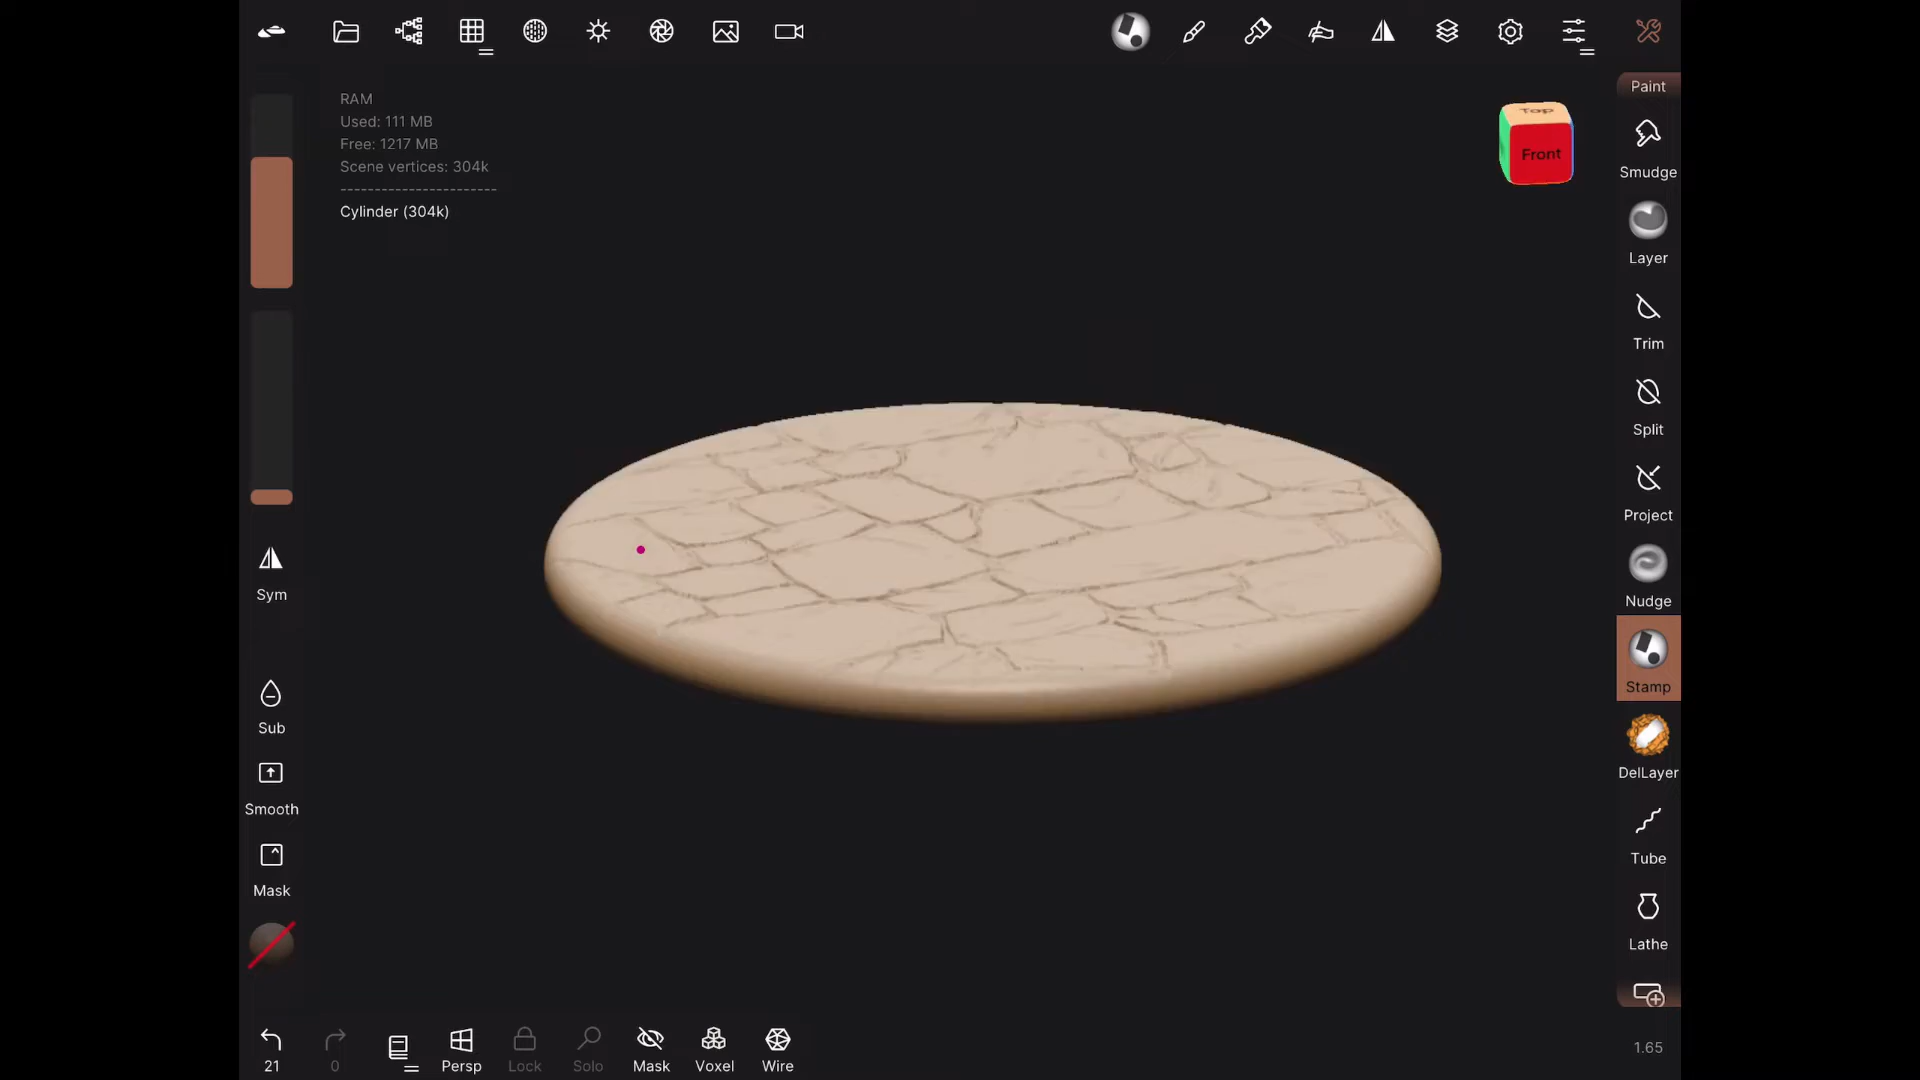 RAM
Used: 111 MB
Free: 1217 MB
Scene vertices: 304k
-----------------------
Cylinder (304k)
Top
Front
Paint
Smudge
Layer
Trim
Split
Project
Nudge
Stamp
DelLayer
Tube
Lathe
Sym
Sub
Smooth
Mask
21
0
Persp
Lock
Solo
Mask
Voxel
Wire
1.65